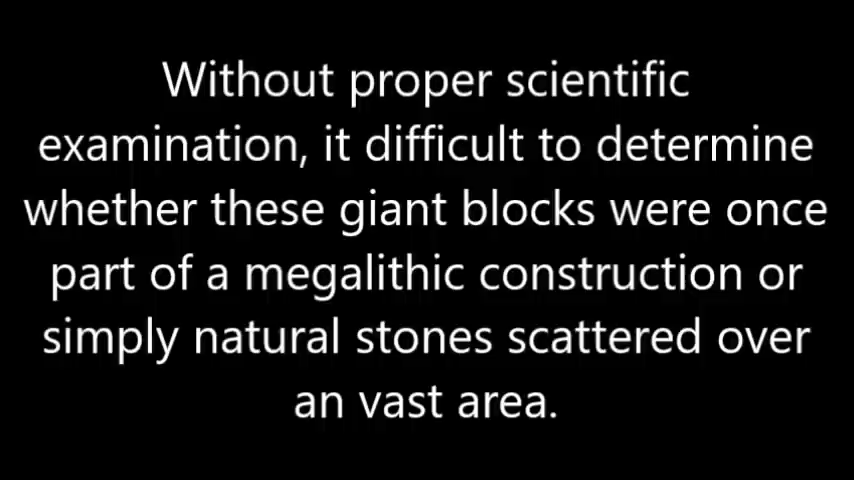 Without proper scientific
examination, it difficult to determine
whether these giant blocks were once
part of a megalithic construction or
simply natural stones scattered over
an vast area.